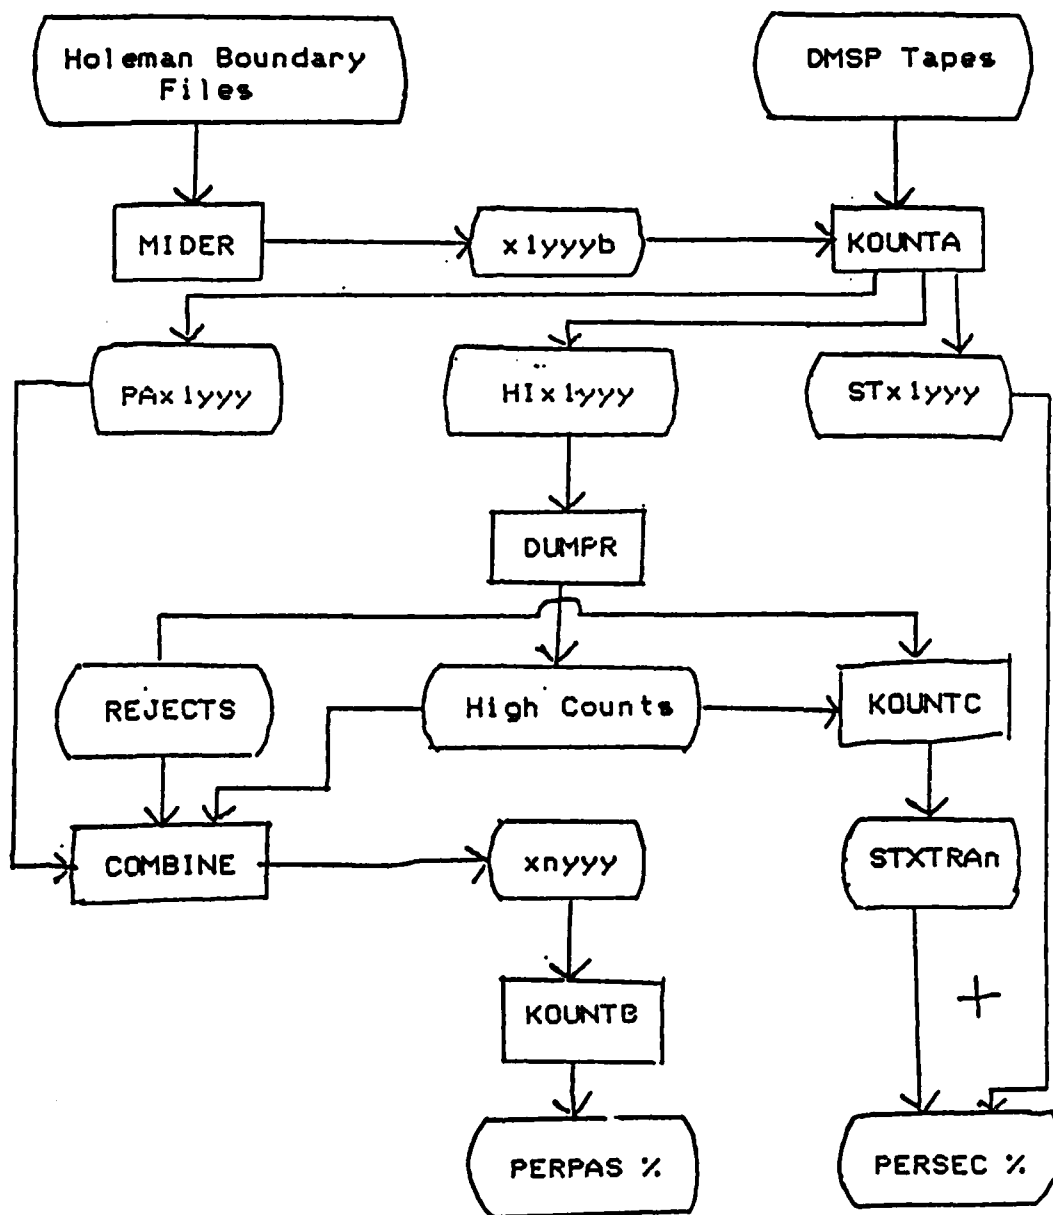 Holeman Boundary
Files
DMSP Tapes
MIDER
x1yyyb
KOUNTA
PAx1yyy
HIx1yyy
STx1yyy
DUMPR
REJECTS
High Counts
KOUNTC
COMBINE
xnyyy
STXTRAn
+
KOUNTB
PERPAS %
PERSEC %